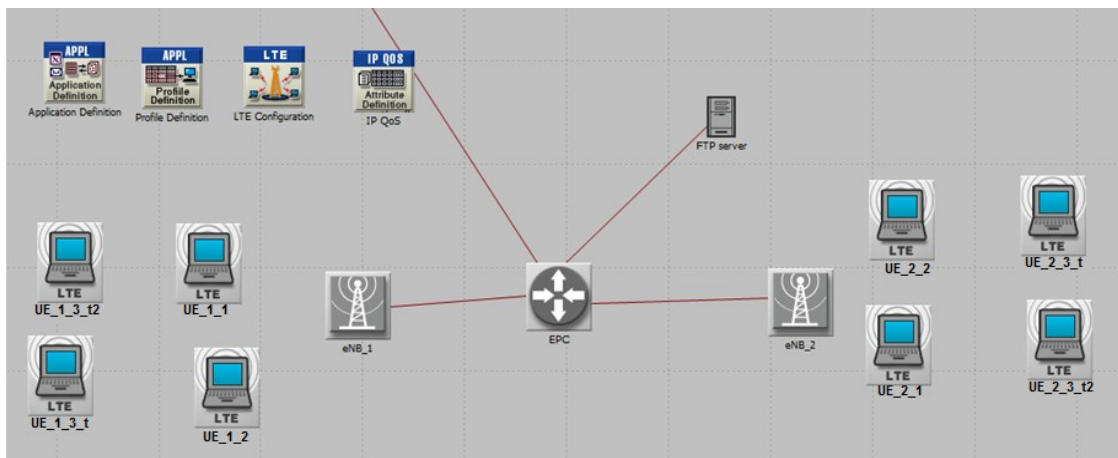 APPL
Application
Definition
Application Definition
APPL
Profile
Definition
Profile Definition
LTE
LTE Configuration
IP QOS
Attribute
Definition
IP QoS
FTP server
LTE
UE_1_3_t2
LTE
UE_1_1
eNB_1
EPC
eNB_2
LTE
UE_2_2
LTE
UE_2_3_t
LTE
UE_1_3_t
LTE
UE_1_2
LTE
UE_2_1
LTE
UE_2_3_t2